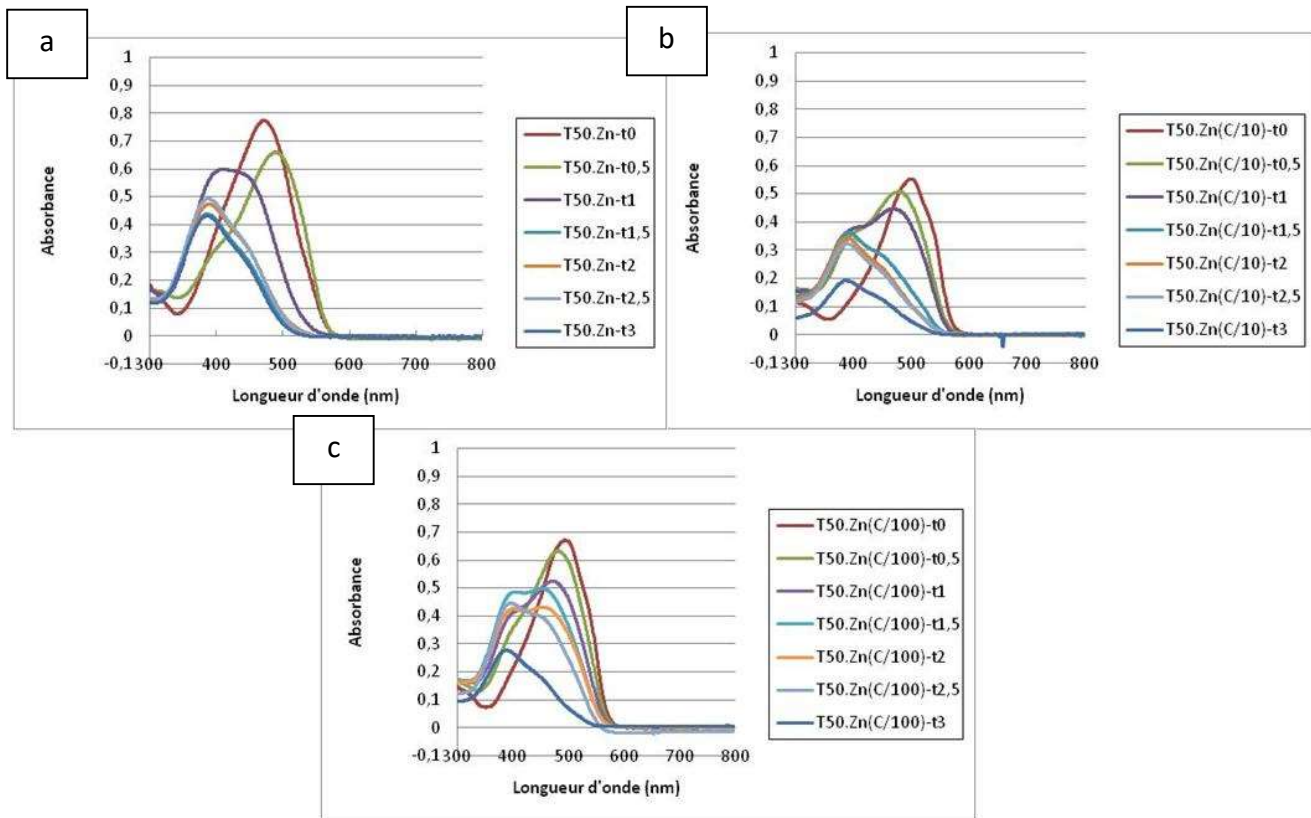 a
1
0,9
0,8
0,7
0,6
0,5
0,4
0,3
0,2
0,1
0
-0,1
300 400 500 600 700 800
Absorbance
Longueur d'onde (nm)
T50.Zn-t0
T50.Zn-t0,5
T50.Zn-t1
T50.Zn-t1,5
T50.Zn-t2
T50.Zn-t2,5
T50.Zn-t3
b
1
0,9
0,8
0,7
0,6
0,5
0,4
0,3
0,2
0,1
0
-0,1
300 400 500 600 700 800
Absorbance
Longueur d'onde (nm)
T50.Zn(C/10)-t0
T50.Zn(C/10)-t0,5
T50.Zn(C/10)-t1
T50.Zn(C/10)-t1,5
T50.Zn(C/10)-t2
T50.Zn(C/10)-t2,5
T50.Zn(C/10)-t3
c
1
0,9
0,8
0,7
0,6
0,5
0,4
0,3
0,2
0,1
0
-0,1
300 400 500 600 700 800
Absorbance
Longueur d'onde (nm)
T50.Zn(C/100)-t0
T50.Zn(C/100)-t0,5
T50.Zn(C/100)-t1
T50.Zn(C/100)-t1,5
T50.Zn(C/100)-t2
T50.Zn(C/100)-t2,5
T50.Zn(C/100)-t3